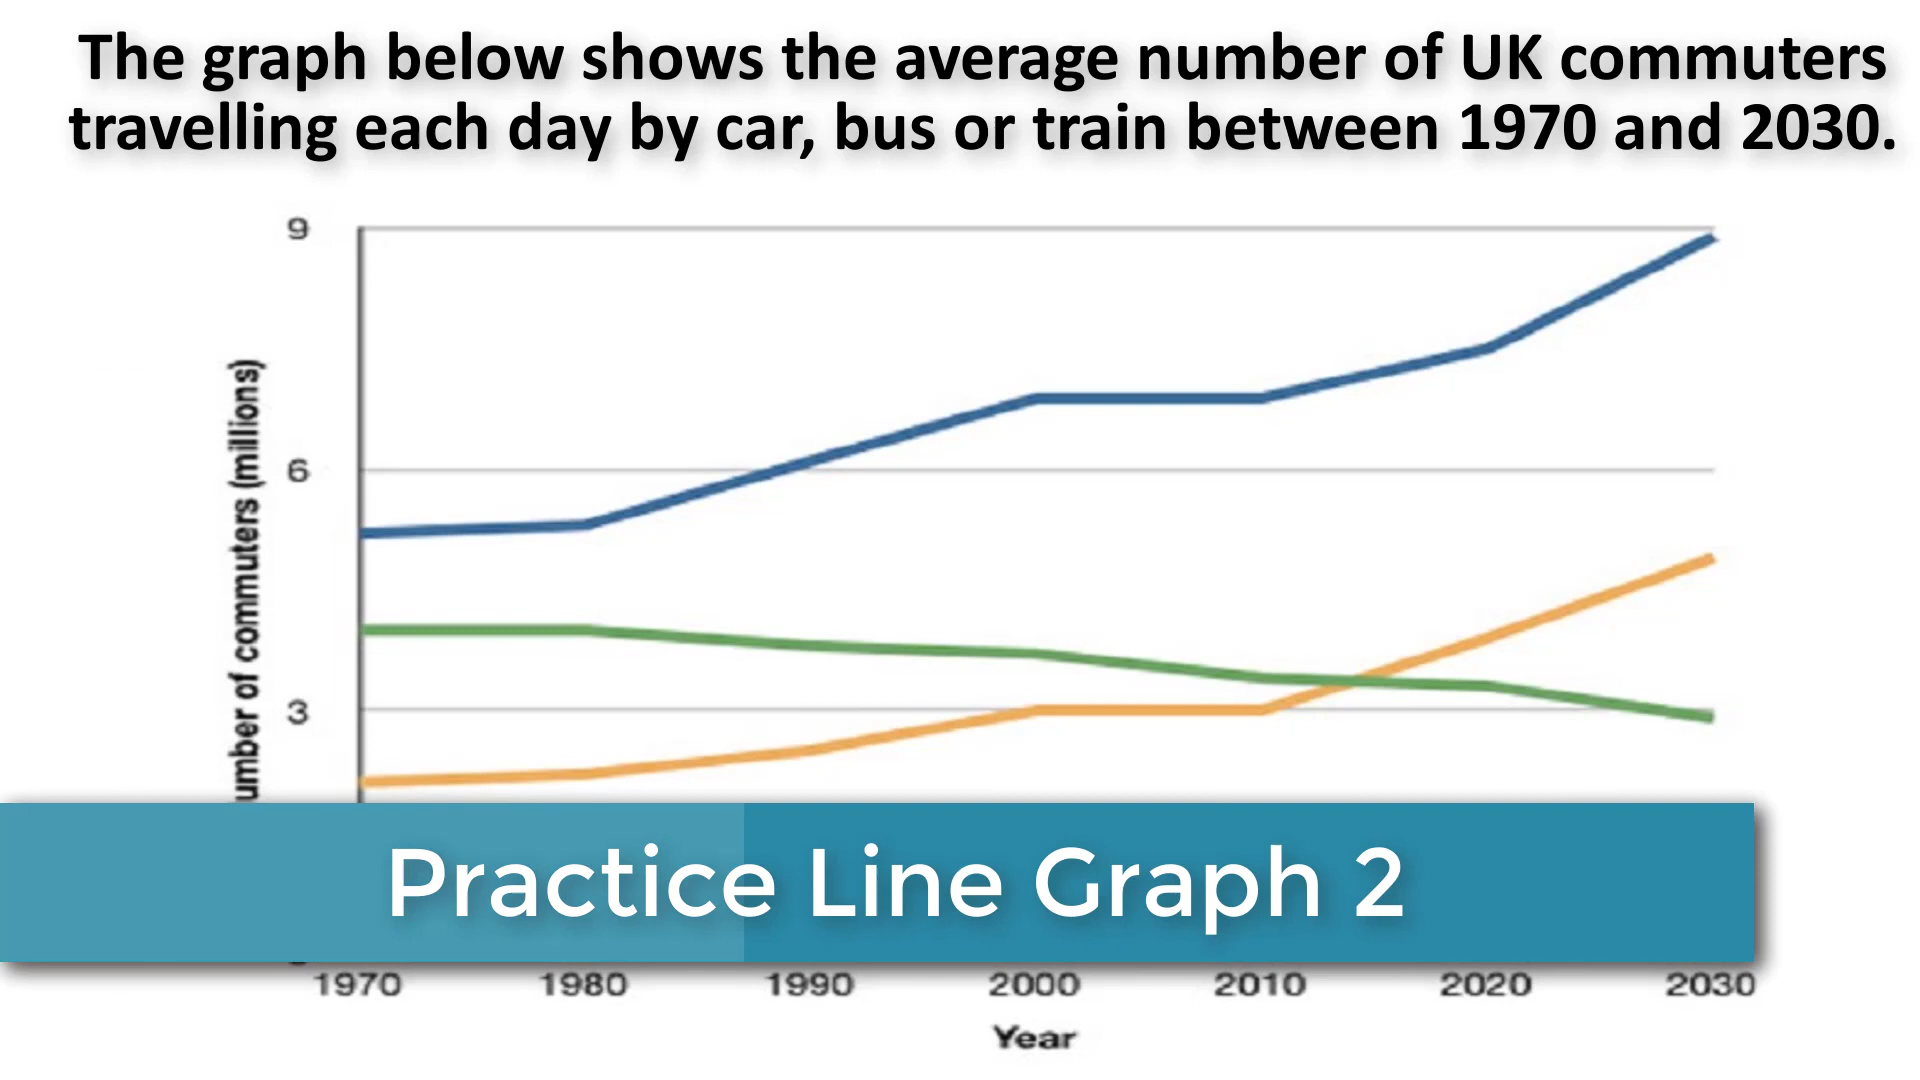 The graph below shows the average number of UK commuters
travelling each day by car, bus or train between 1970 and 2030.
9
6
3
of commuters (millions)
Practice Line Graph 2
1970 1980 1990 2000 2010 2020 2030
Year